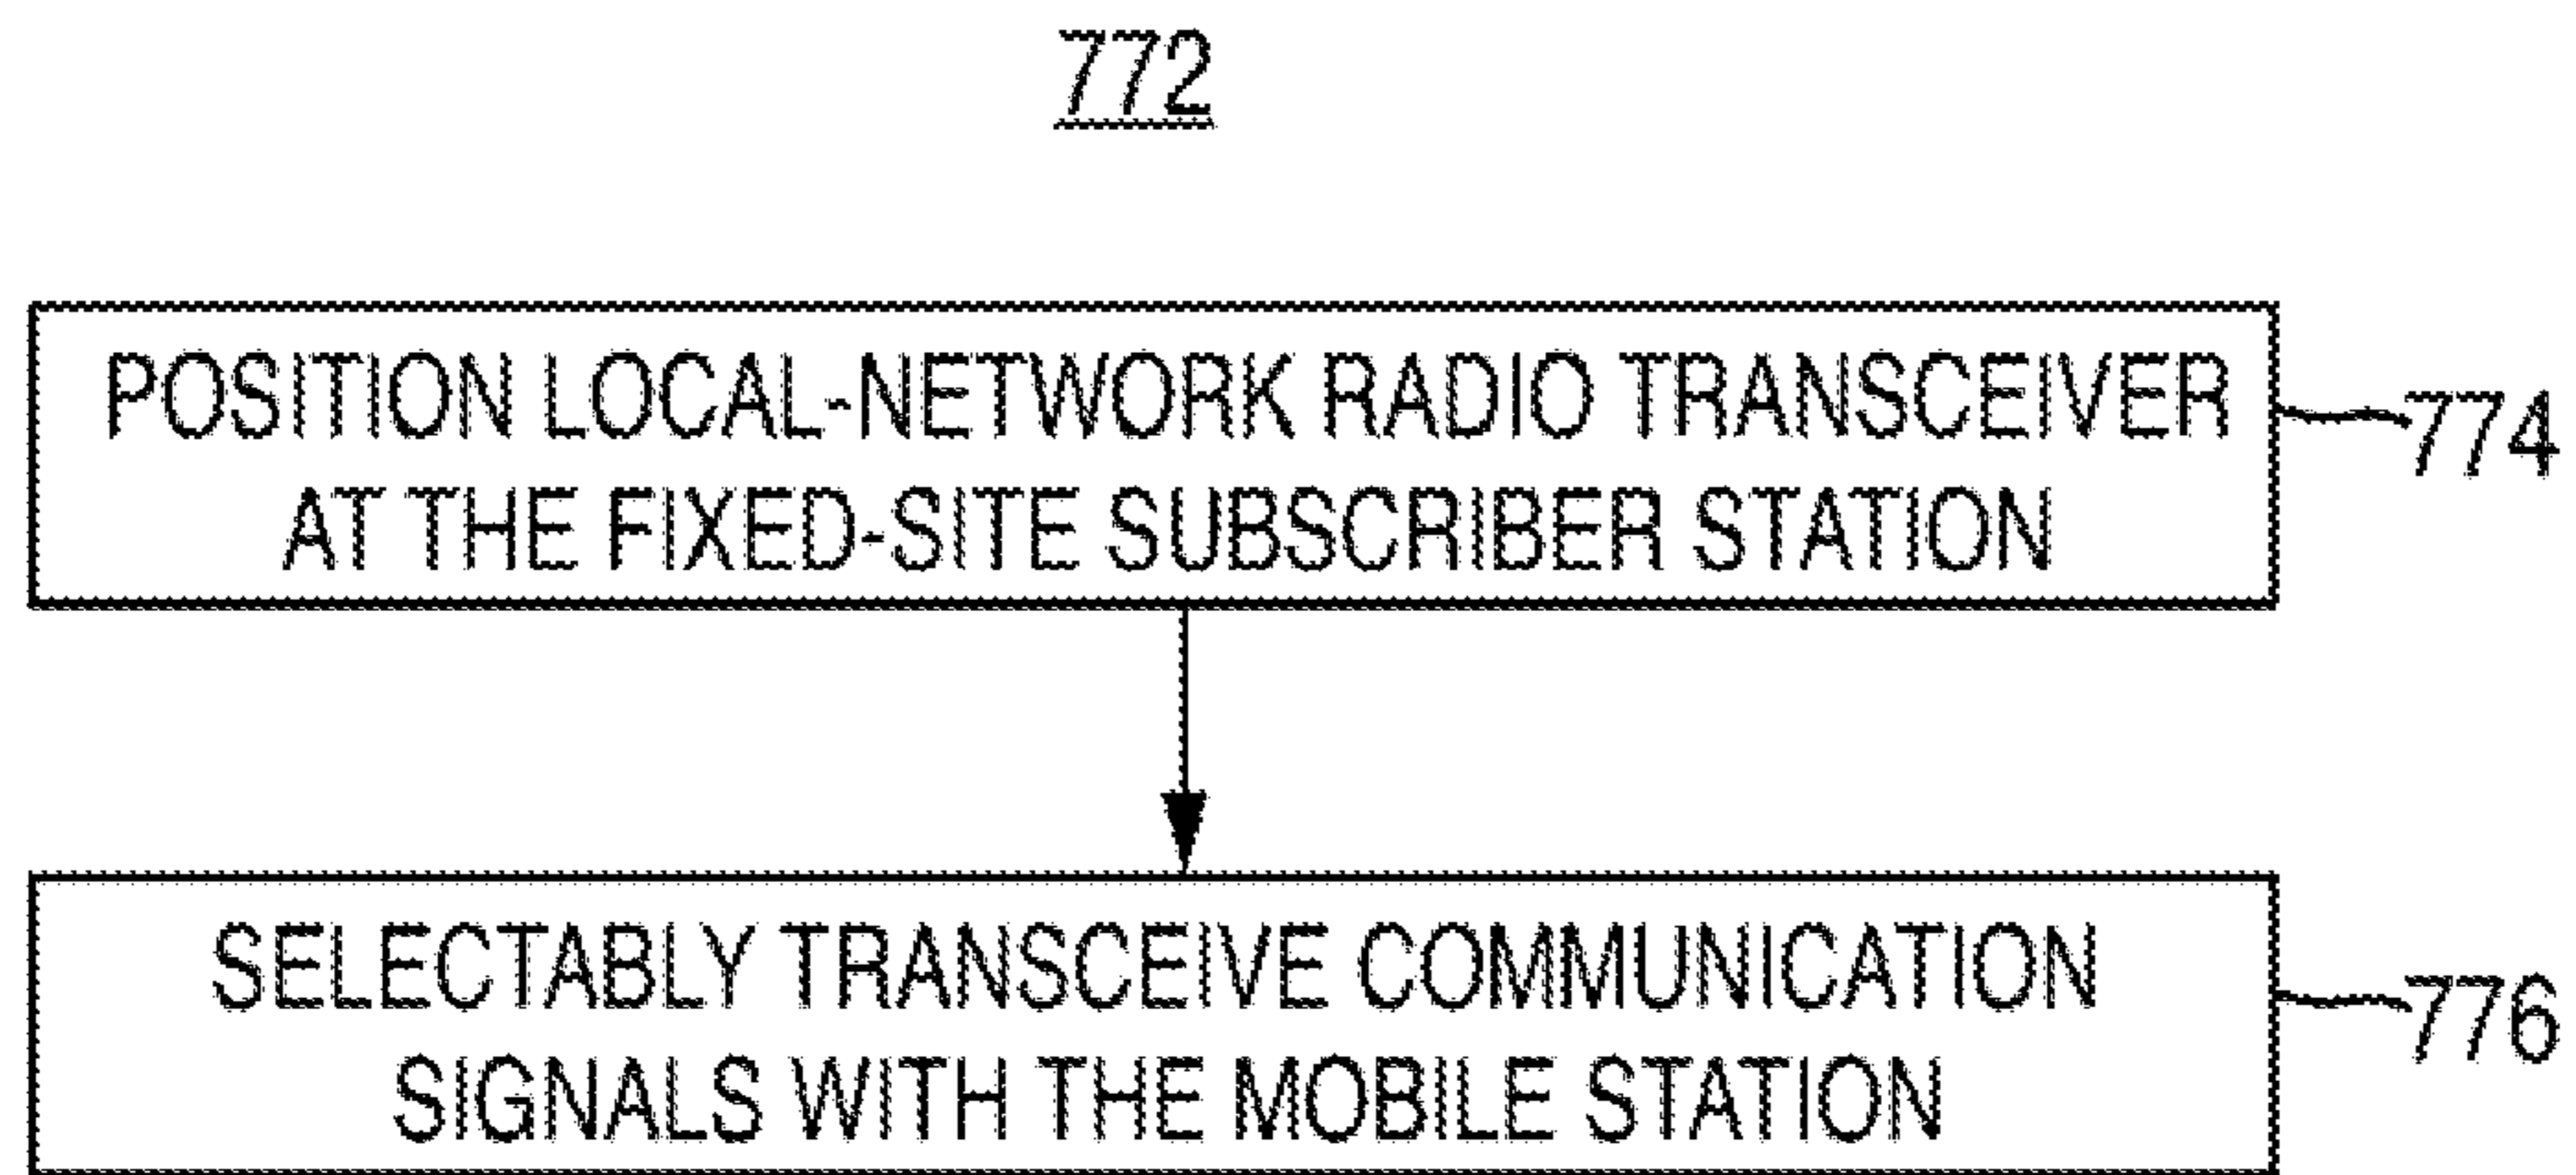 772
POSITION LOCAL-NETWORK RADIO TRANSCEIVER
AT THE FIXED-SITE SUBSCRIBER STATION
774
SELECTABLY TRANSCEIVE COMMUNICATION
SIGNALS WITH THE MOBILE STATION
776